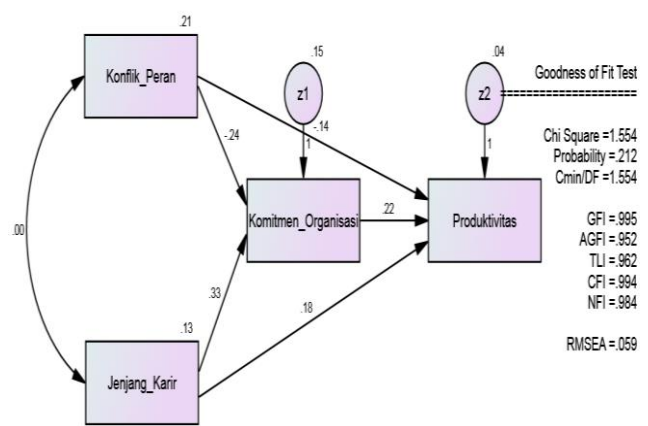 .21
Konflik_Peran
.15
z1
.04
z2
Goodness of Fit Test
=====================
-.14
-.24
1
1
Chi Square =1.554
Probability =.212
Cmin/DF =1.554
Komitmen_Organisasi
.22
Produktivitas
GFI =.995
AGFI =.952
TLI =.962
CFI =.994
NFI =.984
.00
.33
.18
RMSEA =.059
.13
Jenjang_Karir